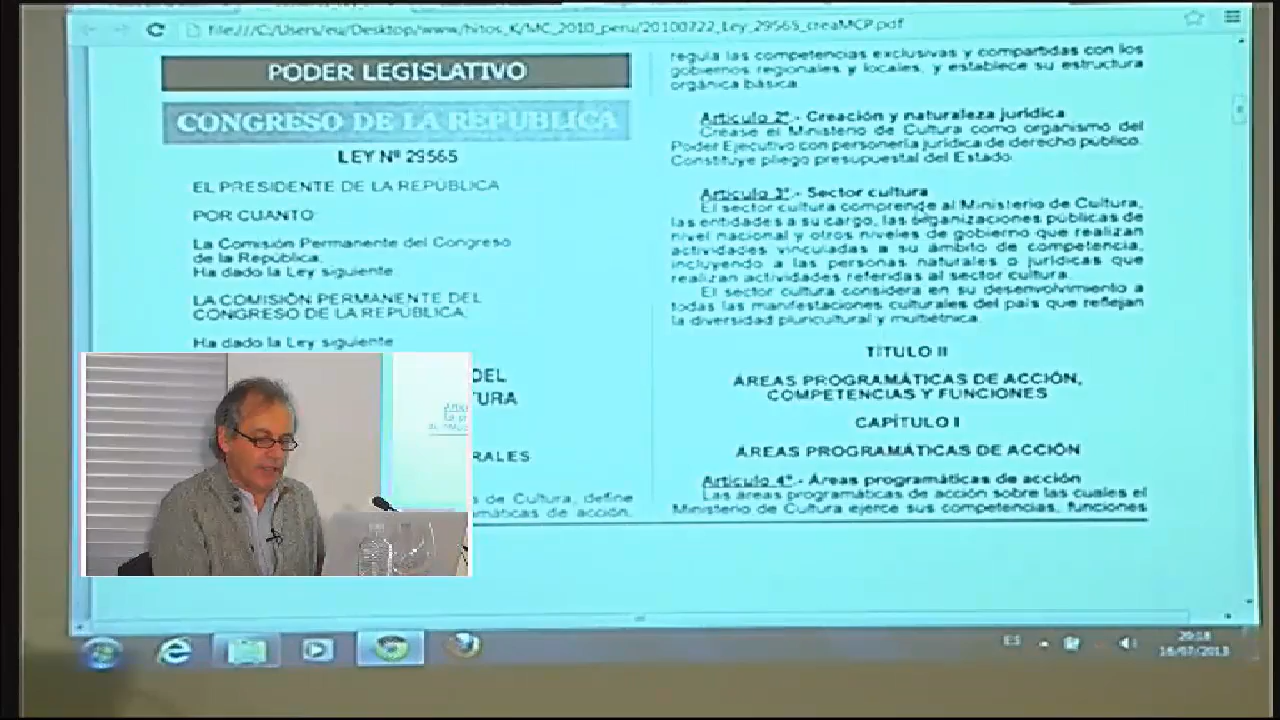 file:///C:/Users/eu/Desktop/www/hitos_K/MC_2010_peru/20100722_Ley_29565_creaMCP.pdf
PODER LEGISLATIVO
CONGRESO DE LA REPUBLICA
LEY Nº 29565
EL PRESIDENTE DE LA REPÚBLICA
POR CUANTO:
La Comisión Permanente del Congreso
de la República.
Ha dado la Ley siguiente
LA COMISIÓN PERMANENTE DEL
CONGRESO DE LA REPÚBLICA;
Ha dado la Ley siguiente
DEL
TURA
RALES
s de Cultura, define
máticas de acción,
regula las competencias exclusivas y compartidas con los
gobiernos regionales y locales, y establece su estructura
orgánica básica.
Artículo 2º.- Creación y naturaleza jurídica
Créase el Ministerio de Cultura como organismo del
Poder Ejecutivo con personería jurídica de derecho público.
Constituye pliego presupuestal del Estado.
Artículo 3º.- Sector cultura
El sector cultura comprende al Ministerio de Cultura,
las entidades a su cargo, las organizaciones públicas de
nivel nacional y otros niveles de gobierno que realizan
actividades vinculadas a su ámbito de competencia,
incluyendo a las personas naturales o jurídicas que
realizan actividades referidas al sector cultura.
El sector cultura considera en su desenvolvimiento a
todas las manifestaciones culturales del país que reflejan
la diversidad pluricultural y multiétnica.
TÍTULO II
ÁREAS PROGRAMÁTICAS DE ACCIÓN,
COMPETENCIAS Y FUNCIONES
CAPÍTULO I
ÁREAS PROGRAMÁTICAS DE ACCIÓN
Artículo 4º.- Áreas programáticas de acción
Las áreas programáticas de acción sobre las cuales el
Ministerio de Cultura ejerce sus competencias, funciones
ES
20:18
16/07/2013